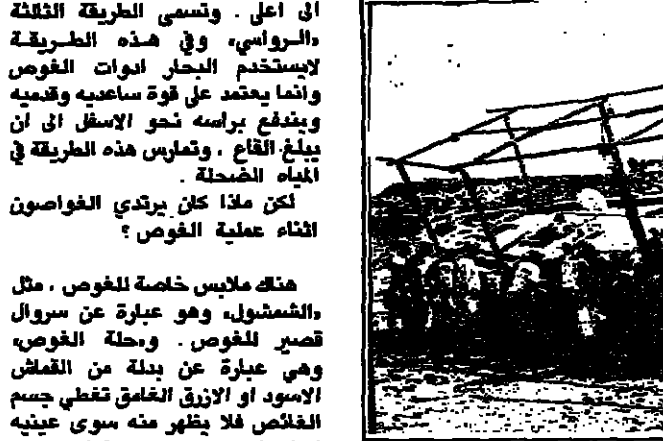 الى اعلى . وتسمى الطريقة الثالثة
«الرواسي» وفي هذه الطريقة
لايستخدم البحار ادوات الغوص
وانما يعتمد على قوة ساعديه وقدميه
ويندفع براسه نحو الاسفل الى ان
يبلغ القاع ، وتمارس هذه الطريقة في
المياه الضحلة .
لكن ماذا كان يرتدي الغواصون
اثناء عملية الغوص ؟
هناك ملابس خاصة للغوص ، مثل
«الشمشول» وهو عبارة عن سروال
قصير للغوص . و«حلة الغوص»
وهي عبارة عن بدلة من القماش
الاسود او الازرق الغامق تغطي جسم
الغائص فلا يظهر منه سوى عينيه